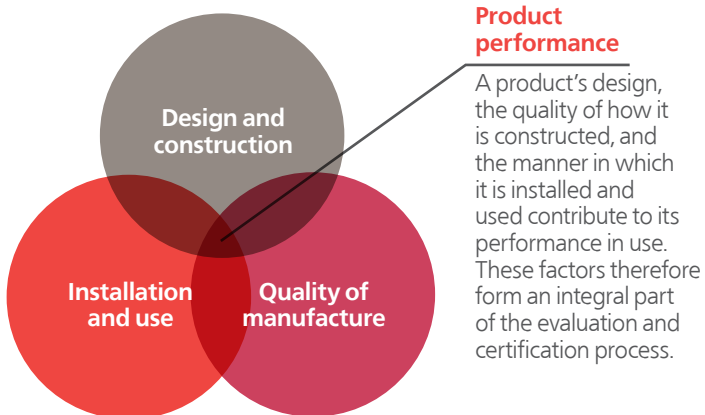 Product
performance
A product's design,
the quality of how it
is constructed, and
the manner in which
it is installed and
used contribute to its
performance in use.
These factors therefore
form an integral part
of the evaluation and
certification process.
Design and
construction
Installation
and use
Quality of
manufacture